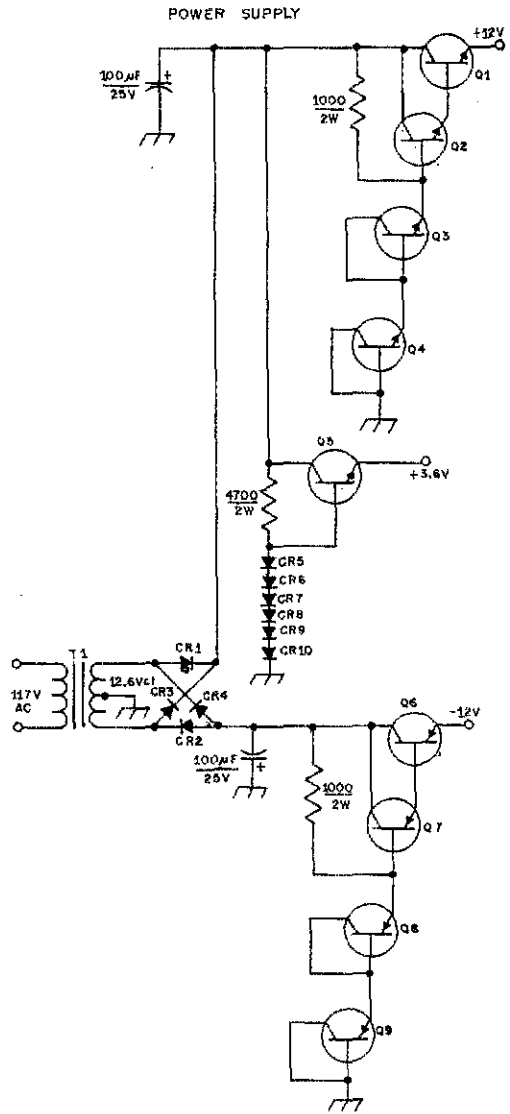 POWER SUPPLY
+12V
Q1
100µF
25V
+
1000
2W
Q2
Q3
Q4
Q5
+3.6V
4700
2W
CR5
CR6
CR7
CR8
CR9
CR10
T1
CR1
117V
AC
12.6Vct
CR3
CR4
CR2
Q6
-12V
100µF
25V
+
1000
2W
Q7
Q8
Q9